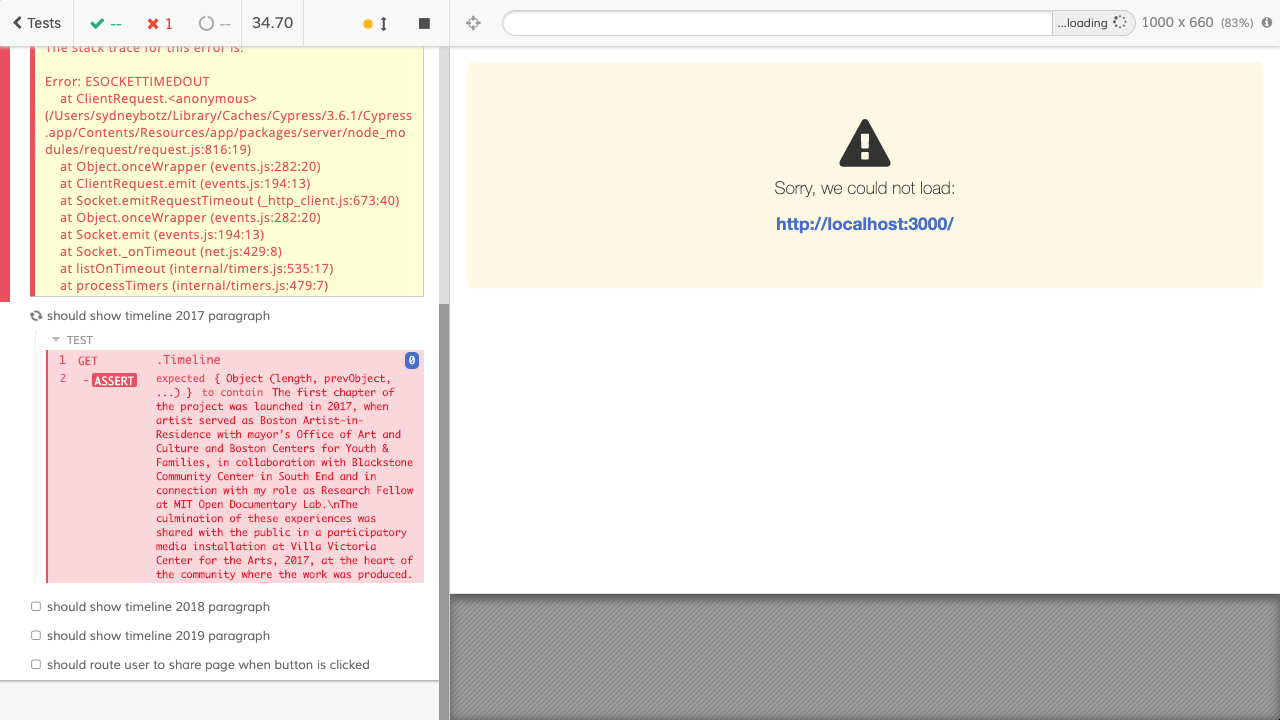 Tests -- 1 -- 34.70
...loading 1000 x 660 (83%)
The stack trace for this error is:
Error: ESOCKETTIMEDOUT
at ClientRequest.<anonymous>
(/Users/sydneybotz/Library/Caches/Cypress/3.6.1/Cypress
.app/Contents/Resources/app/packages/server/node_mo
dules/request/request.js:816:19)
at Object.onceWrapper (events.js:282:20)
at ClientRequest.emit (events.js:194:13)
at Socket.emitRequestTimeout (_http_client.js:673:40)
at Object.onceWrapper (events.js:282:20)
at Socket.emit (events.js:194:13)
at Socket._onTimeout (net.js:429:8)
at listOnTimeout (internal/timers.js:535:17)
at processTimers (internal/timers.js:479:7)
should show timeline 2017 paragraph
TEST
1 GET .Timeline 0
2 - ASSERT expected { Object (length, prevObject,
...) } to contain The first chapter of
the project was launched in 2017, when
artist served as Boston Artist-in-
Residence with mayor’s Office of Art and
Culture and Boston Centers for Youth &
Families, in collaboration with Blackstone
Community Center in South End and in
connection with my role as Research Fellow
at MIT Open Documentary Lab.\nThe
culmination of these experiences was
shared with the public in a participatory
media installation at Villa Victoria
Center for the Arts, 2017, at the heart of
the community where the work was produced.
should show timeline 2018 paragraph
should show timeline 2019 paragraph
should route user to share page when button is clicked
Sorry, we could not load:
http://localhost:3000/